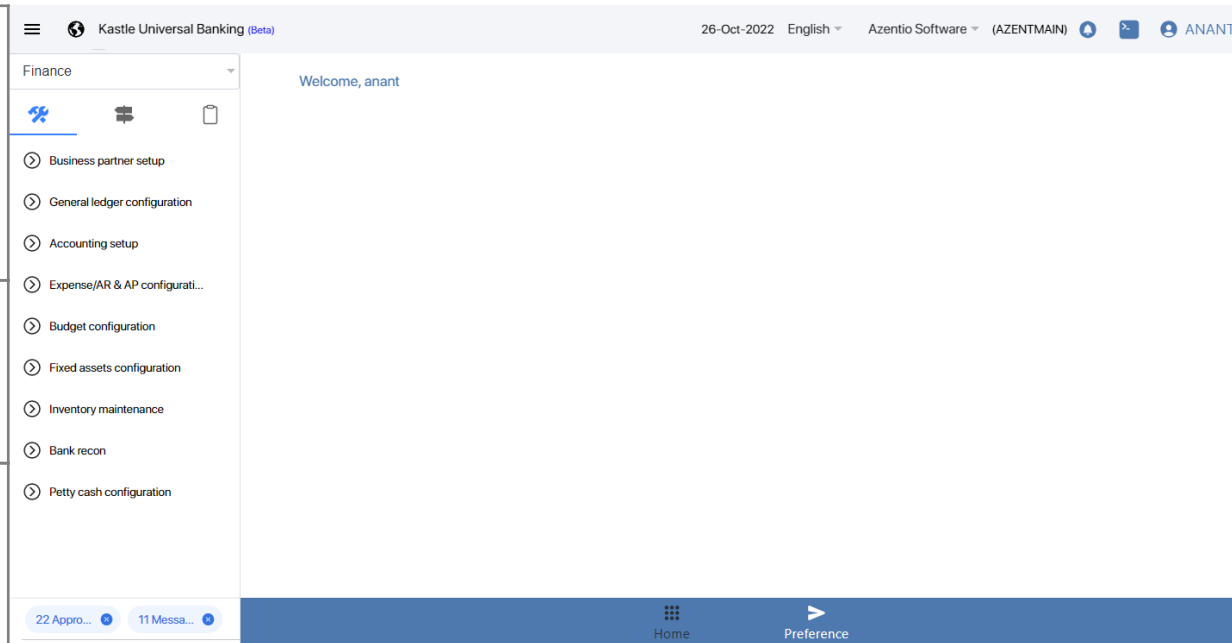 Kastle Universal Banking (Beta)
26-Oct-2022 English Azentio Software (AZENTMAIN) ANANT
Finance
Welcome, anant
Business partner setup
General ledger configuration
Accounting setup
Expense/AR & AP configurati...
Budget configuration
Fixed assets configuration
Inventory maintenance
Bank recon
Petty cash configuration
22 Appro... 11 Messa...
Home Preference